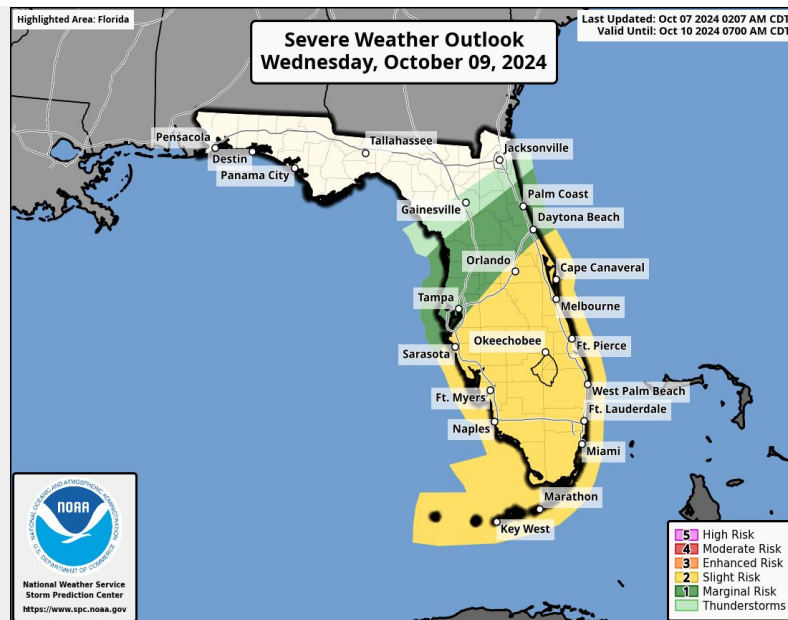 Highlighted Area: Florida
Severe Weather Outlook
Wednesday, October 09, 2024
Last Updated: Oct 07 2024 0207 AM CDT
Valid Until: Oct 10 2024 0700 AM CDT
Pensacola
Destin
Panama City
Tallahassee
Jacksonville
Gainesville
Palm Coast
Daytona Beach
Orlando
Cape Canaveral
Tampa
Melbourne
Okeechobee
Ft. Pierce
Sarasota
Ft. Myers
West Palm Beach
Ft. Lauderdale
Naples
Miami
Marathon
Key West
NATIONAL OCEANIC AND ATMOSPHERIC ADMINISTRATION
NOAA
U.S. DEPARTMENT OF COMMERCE
National Weather Service
Storm Prediction Center
https://www.spc.noaa.gov
5 High Risk
4 Moderate Risk
3 Enhanced Risk
2 Slight Risk
1 Marginal Risk
Thunderstorms